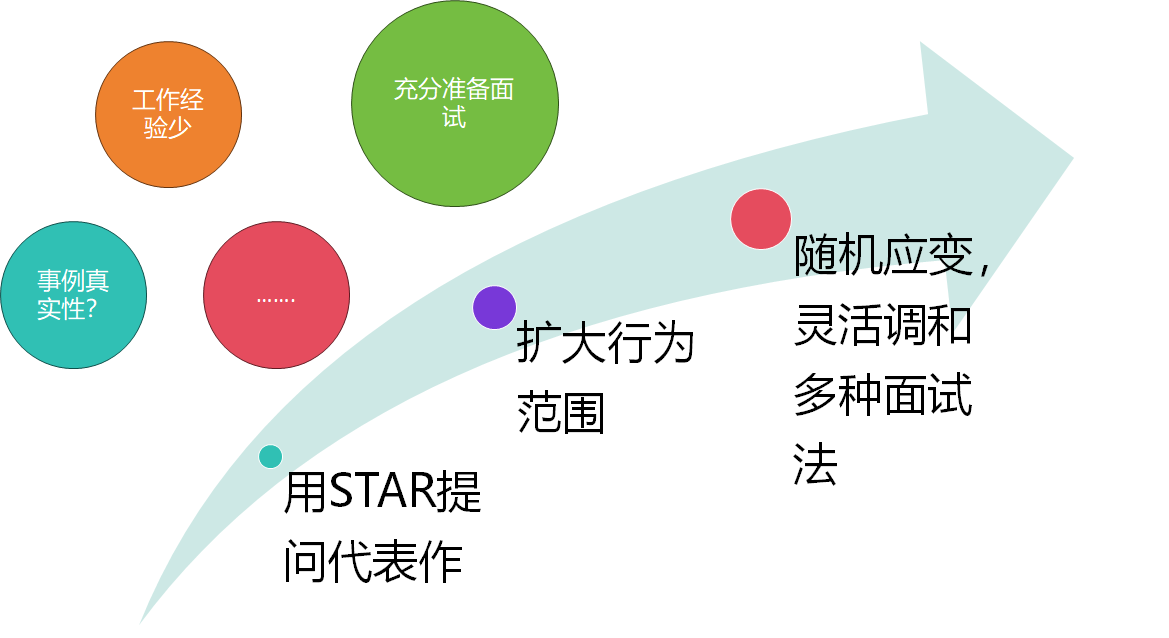 工作经
验少
充分准备面
试
事例真
实性？
…….
随机应变，
灵活调和
多种面试
法
扩大行为
范围
用STAR提
问代表作